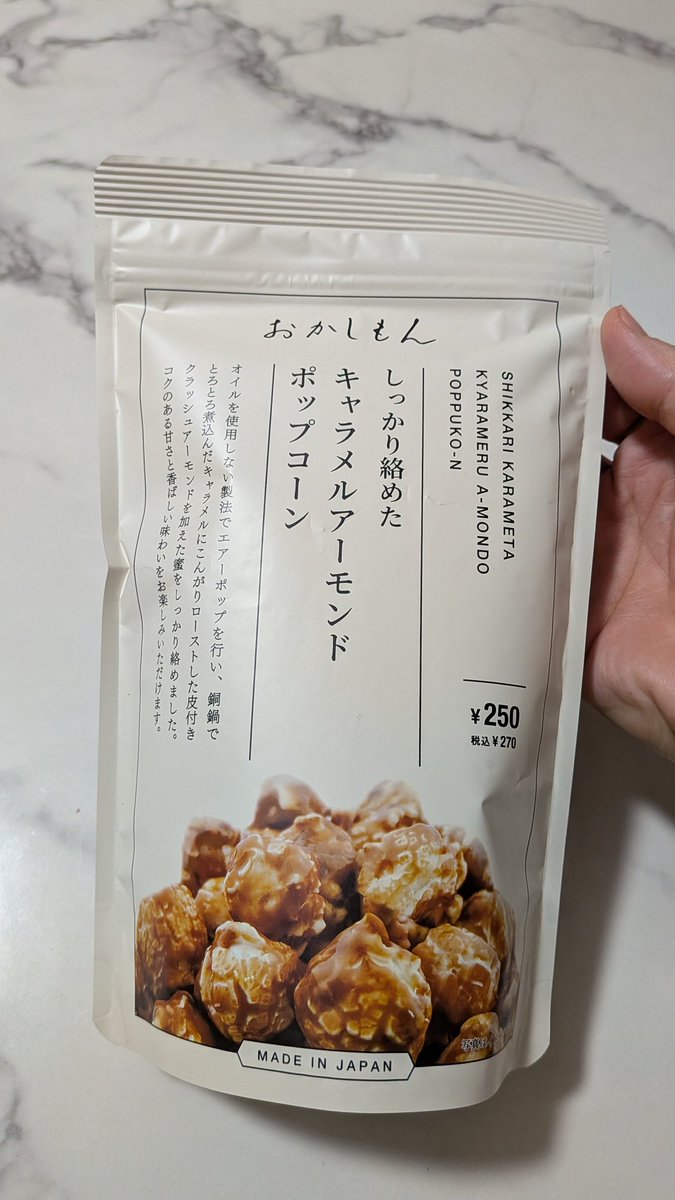 おかしもん
SHIKKARI KARAMETA
KYARAMERU A-MONDO
POPPUKO-N
しっかり絡めた
キャラメルアーモンド
ポップコーン
オイルを使用しない製法でエアーポップを行い、銅鍋で
とろとろ煮込んだキャラメルにこんがりローストした皮付き
クラッシュアーモンドを加えた蜜をしっかり絡めました。
コクのある甘さと香ばしい味わいをお楽しみいただけます。
¥250
税込¥270
写真は
MADE IN JAPAN